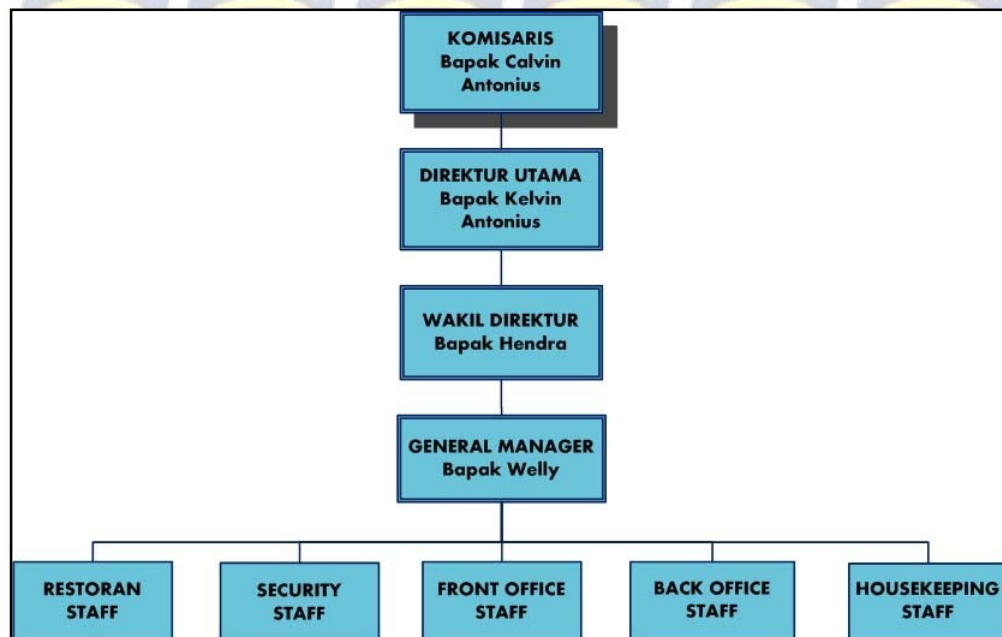 KOMISARIS
Bapak Calvin
Antonius
DIREKTUR UTAMA
Bapak Kelvin
Antonius
WAKIL DIREKTUR
Bapak Hendra
GENERAL MANAGER
Bapak Welly
RESTORAN
STAFF
SECURITY
STAFF
FRONT OFFICE
STAFF
BACK OFFICE
STAFF
HOUSEKEEPING
STAFF